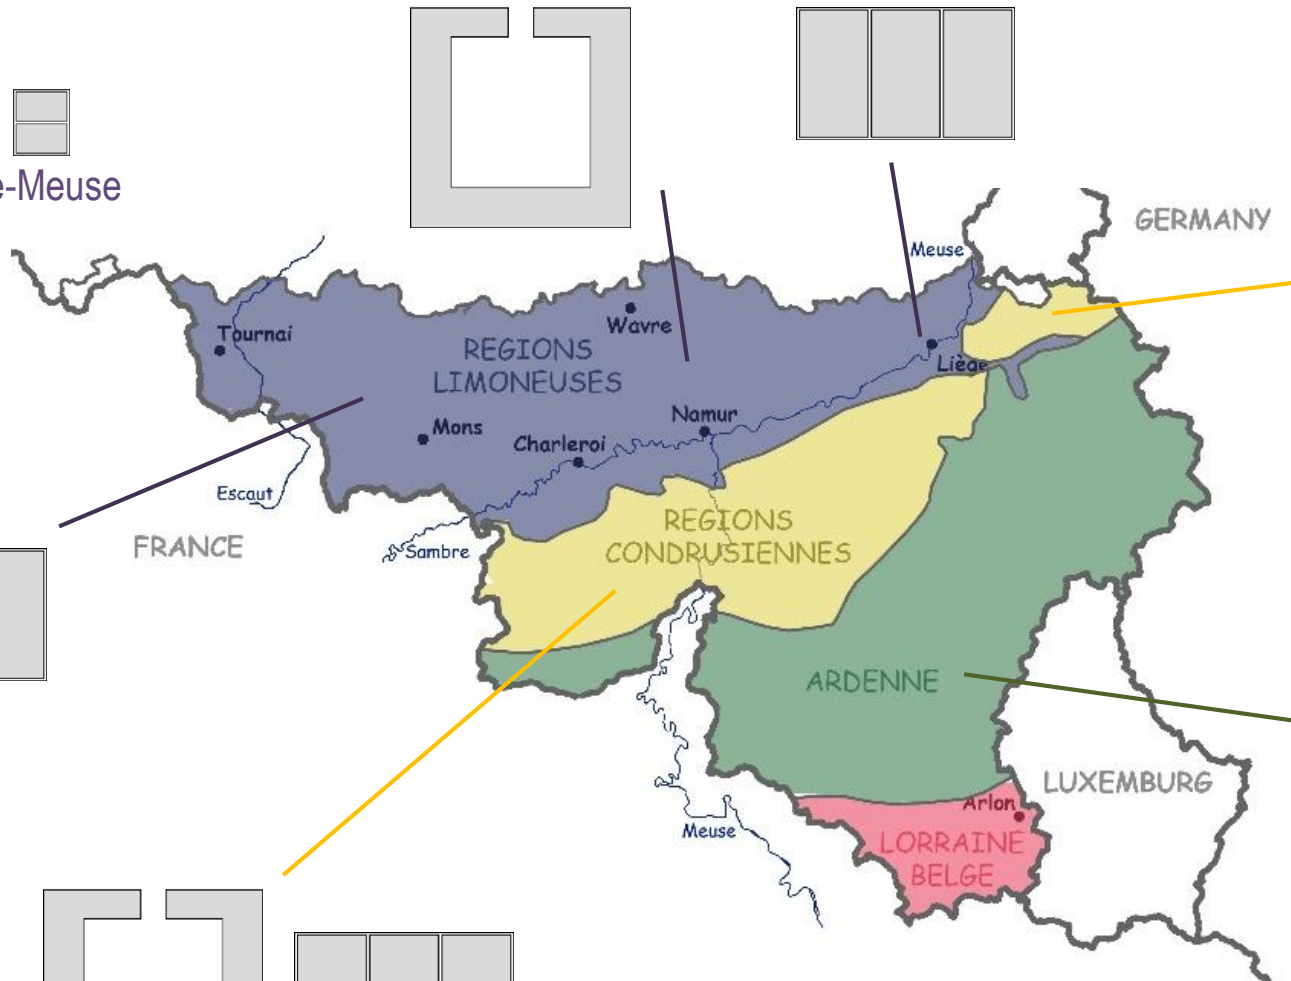 e-Meuse
GERMANY
Meuse
Tournai
Wavre
REGIONS
LIMONEUSES
Liège
Namur
Mons
Charleroi
Escaut
FRANCE
Sambre
REGIONS
CONDRUSIENNES
ARDENNE
LUXEMBURG
Arlon
Meuse
LORRAINE
BELGE